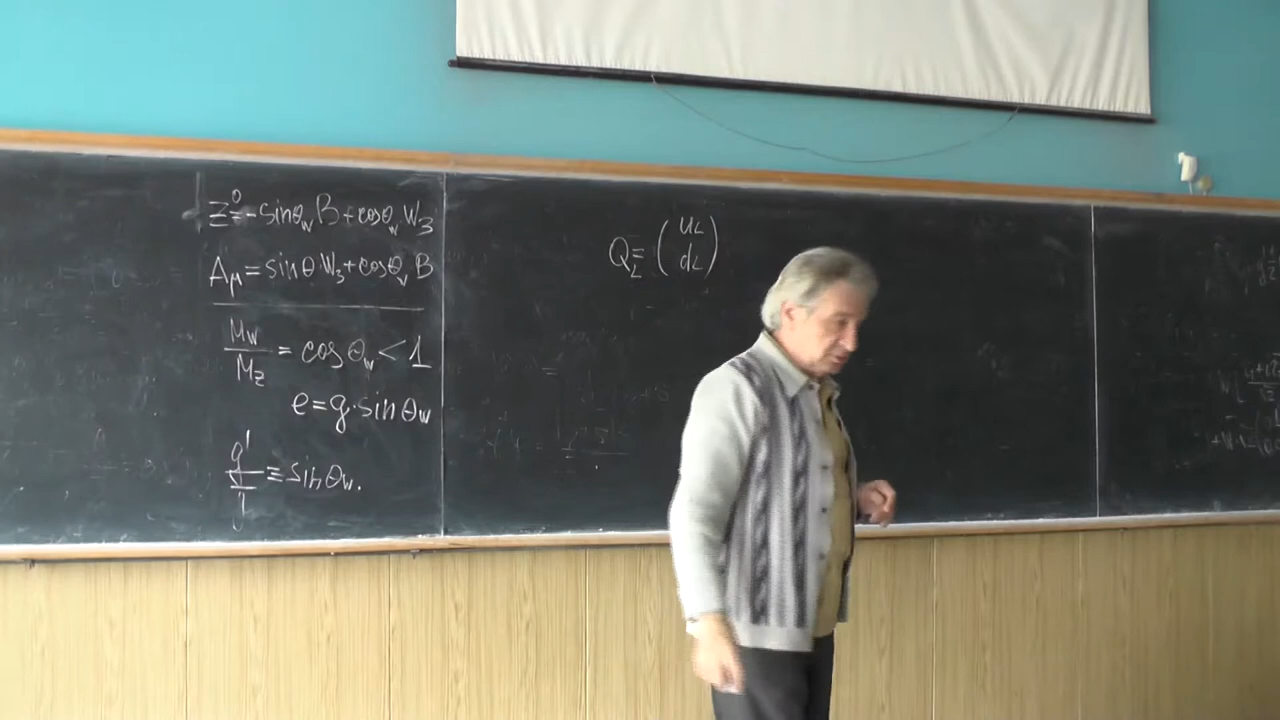 Z⁰ = -sinθ_w B + cosθ_w W₃
A_μ = sinθ W₃ + cosθ_w B
M_W / M_Z = cosθ_w < 1
e = g·sinθ_w
g' / g ≡ sinθ_w.
Q_L = (u_L
d_L)